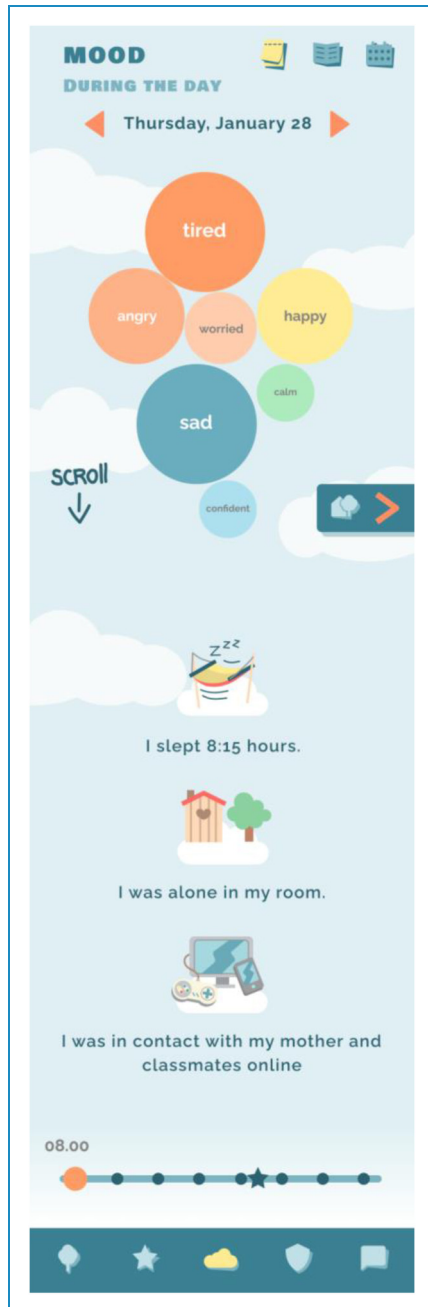 MOOD
DURING THE DAY
Thursday, January 28
tired
angry
worried
happy
calm
sad
SCROll
confident
zzz
I slept 8:15 hours.
I was alone in my room.
I was in contact with my mother and
classmates online
08.00